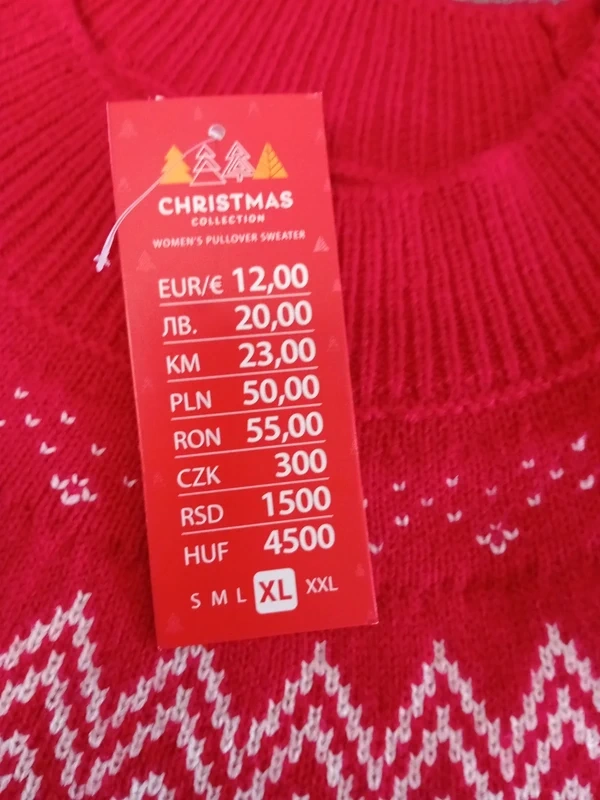 CHRISTMAS
COLLECTION
WOMEN'S PULLOVER SWEATER
EUR/€ 12,00
ЛВ. 20,00
KM 23,00
PLN 50,00
RON 55,00
CZK 300
RSD 1500
HUF 4500
S M L XL XXL